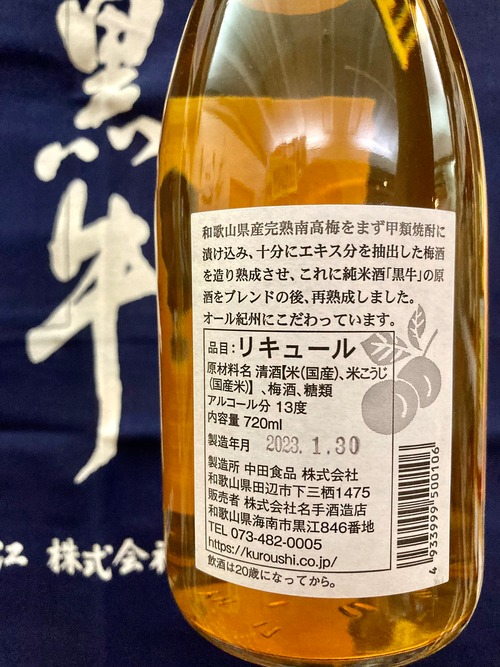 黒牛
江 株式会社
和歌山県産完熟南高梅をまず甲類焼酎に
漬け込み、十分にエキス分を抽出した梅酒
を造り熟成させ、これに純米酒「黒牛」の原
酒をブレンドの後、再熟成しました。
オール紀州にこだわっています。
品目:リキュール
原材料名 清酒【米(国産)、米こうじ
(国産米)】、梅酒、糖類
アルコール分 13度
内容量 720ml
製造年月 2023.1.30
製造所 中田食品 株式会社
和歌山県田辺市下三栖1475
販売者 株式会社名手酒造店
和歌山県海南市黒江846番地
TEL 073-482-0005
https://kuroushi.co.jp/
飲酒は20歳になってから。
4933999500106